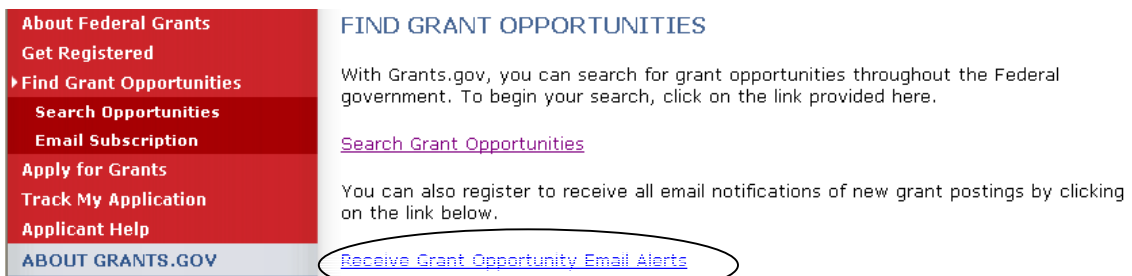 About Federal Grants
Get Registered
Find Grant Opportunities
Search Opportunities
Email Subscription
Apply for Grants
Track My Application
Applicant Help
ABOUT GRANTS.GOV
FIND GRANT OPPORTUNITIES
With Grants.gov, you can search for grant opportunities throughout the Federal
government. To begin your search, click on the link provided here.
Search Grant Opportunities
You can also register to receive all email notifications of new grant postings by clicking
on the link below.
Receive Grant Opportunity Email Alerts